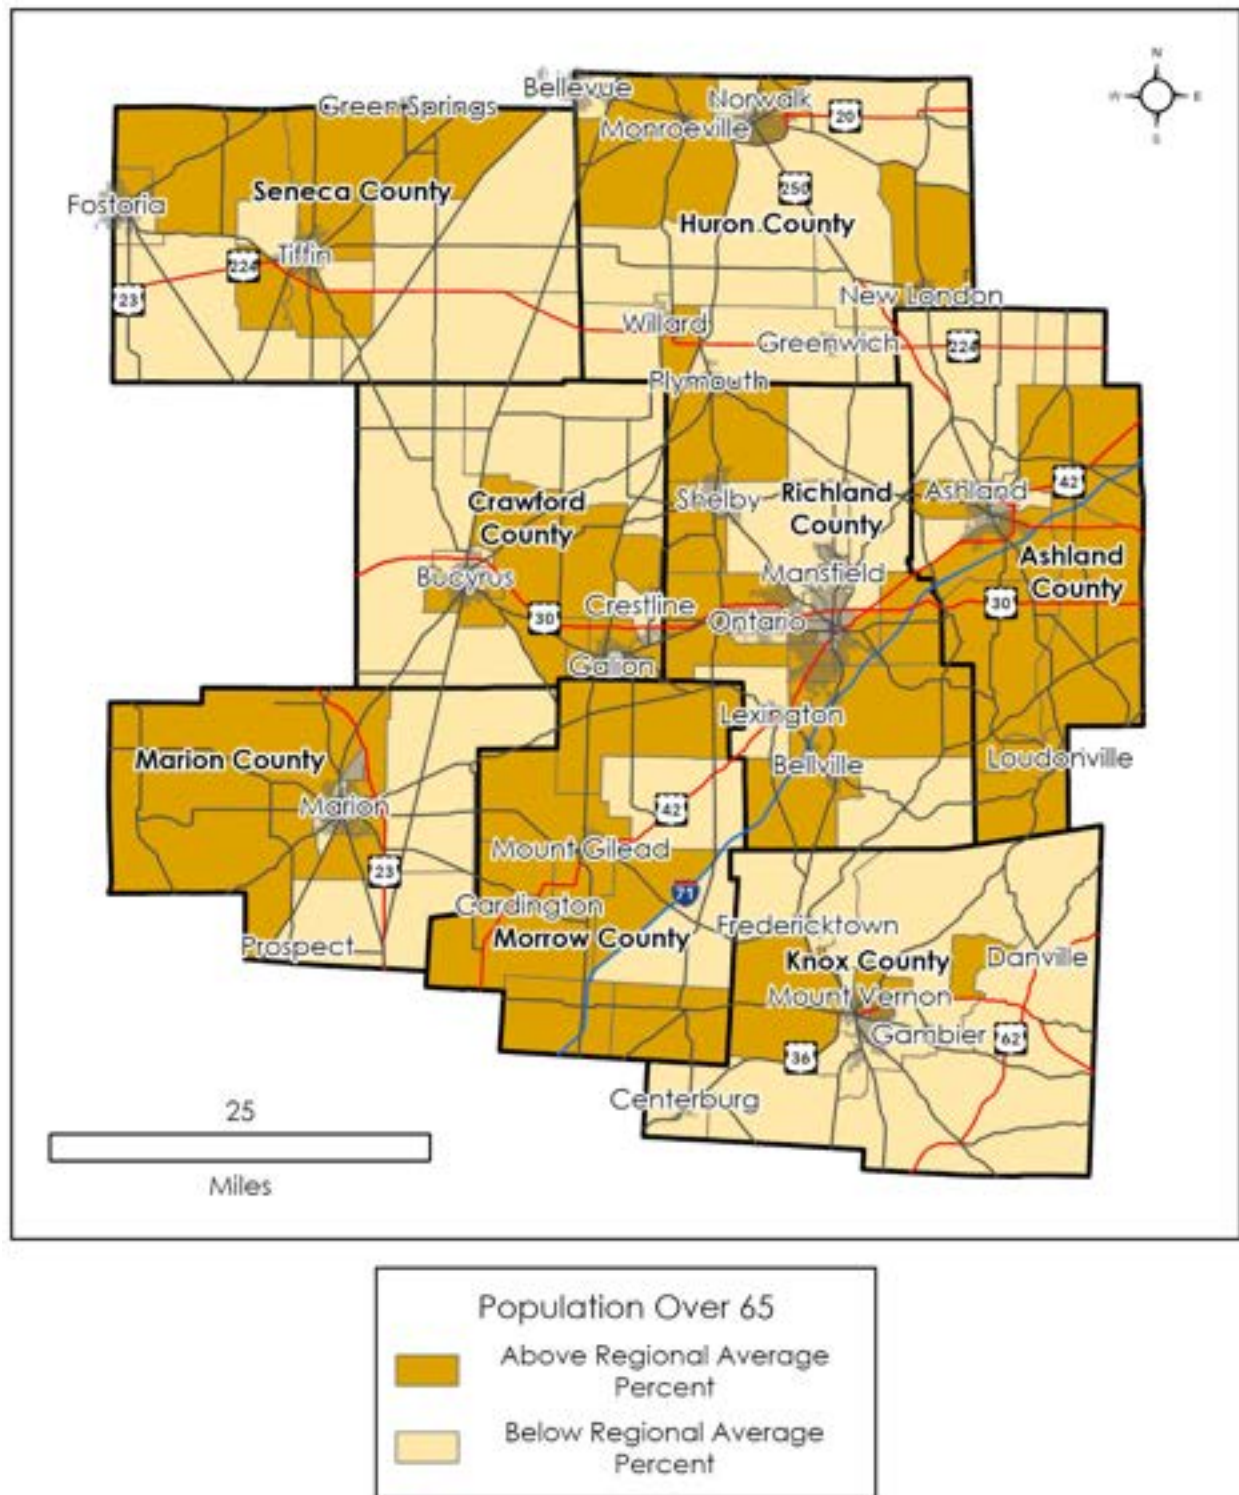 N
W
E
S
Bellevue
Green Springs
Norwalk
Monroeville
20
Seneca County
250
Fostoria
Huron County
Tiffin
224
23
New London
Willard
Greenwich
224
Plymouth
42
Ashland
Shelby
Richland
County
Crawford
County
Ashland
County
Mansfield
Bucyrus
Crestline
30
30
Ontario
Galion
Lexington
Marion County
Loudonville
Bellville
Marion
42
Mount Gilead
23
71
Cardington
Fredericktown
Morrow County
Prospect
Danville
Knox County
Mount Vernon
Gambier
62
36
Centerburg
25
Miles
Population Over 65
Above Regional Average
Percent
Below Regional Average
Percent